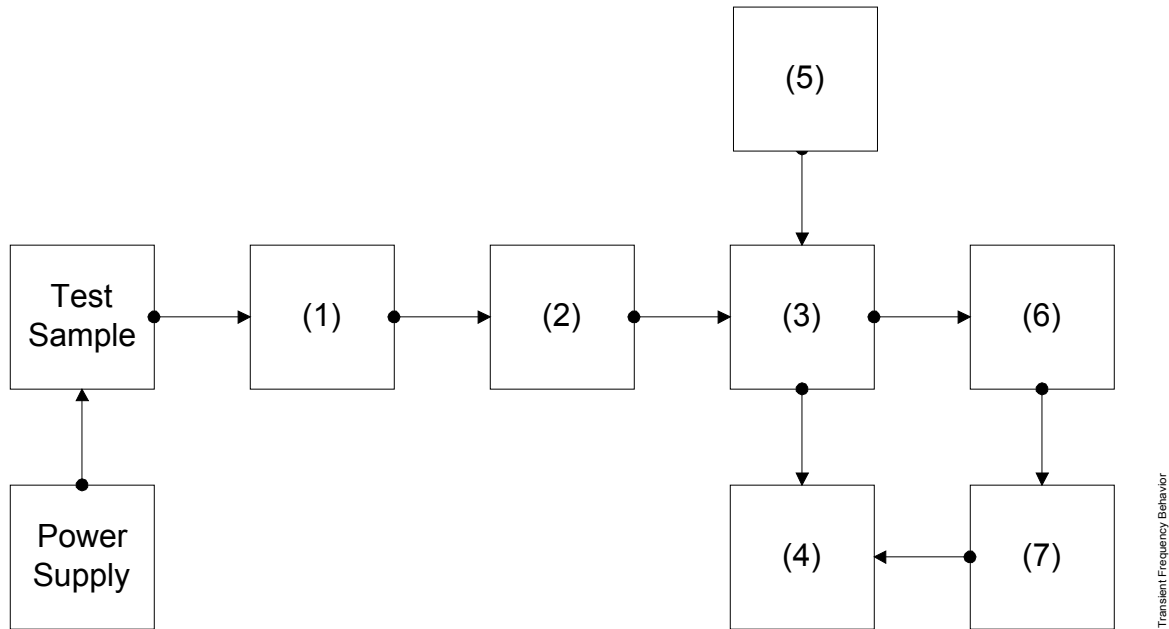 (5)
Test
Sample
(1)
(2)
(3)
(6)
Power
Supply
(4)
(7)
Transient Frequency Behavior